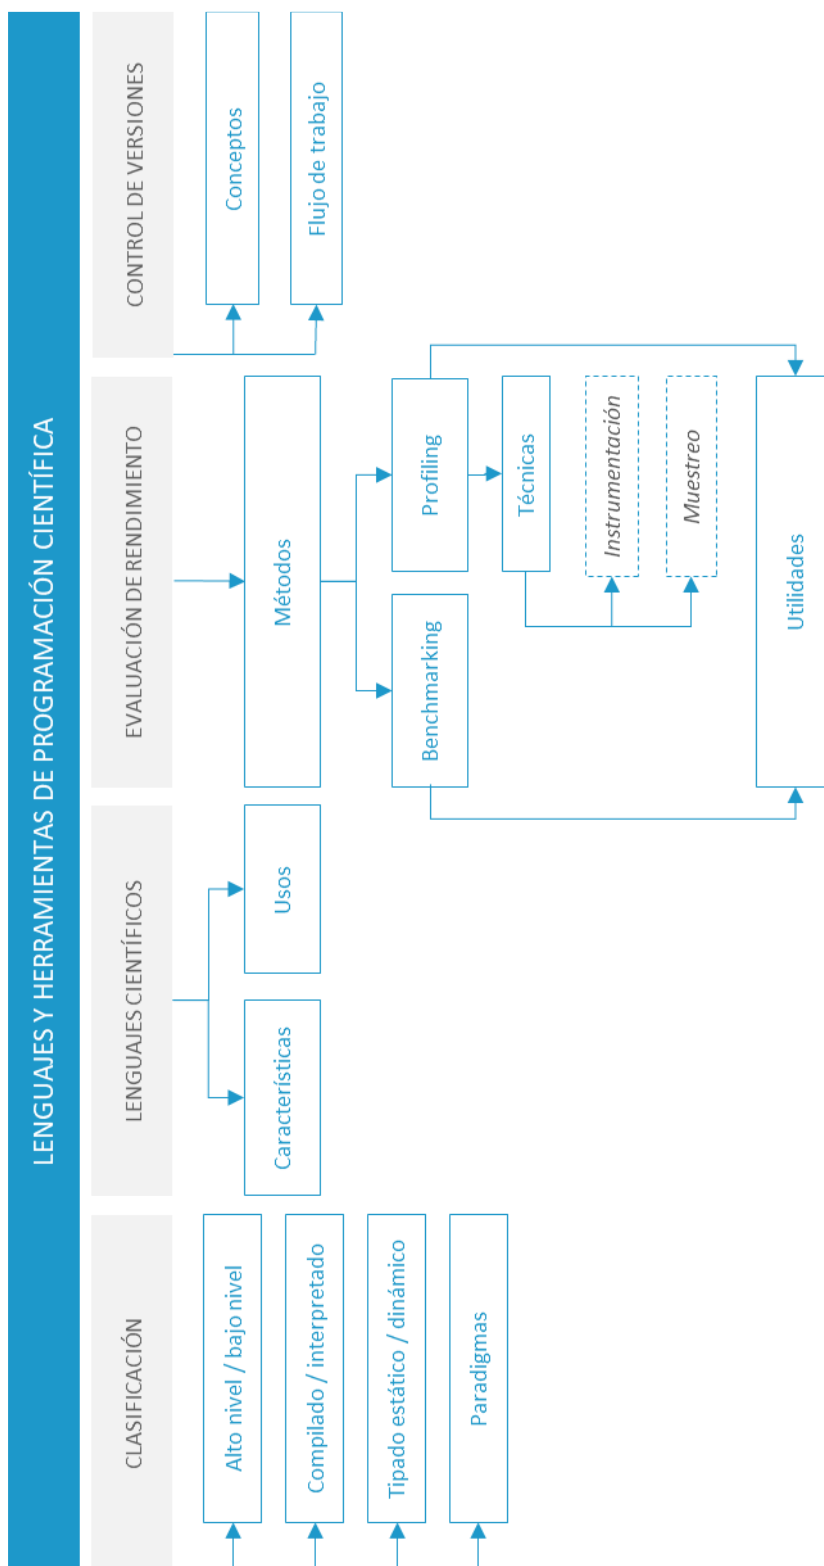 LENGUAJES Y HERRAMIENTAS DE PROGRAMACIÓN CIENTÍFICA
CLASIFICACIÓN
Alto nivel / bajo nivel
Compilado / interpretado
Tipado estático / dinámico
Paradigmas
LENGUAJES CIENTÍFICOS
Características
Usos
EVALUACIÓN DE RENDIMIENTO
Métodos
Benchmarking
Profiling
Técnicas
Instrumentación
Muestreo
Utilidades
CONTROL DE VERSIONES
Conceptos
Flujo de trabajo